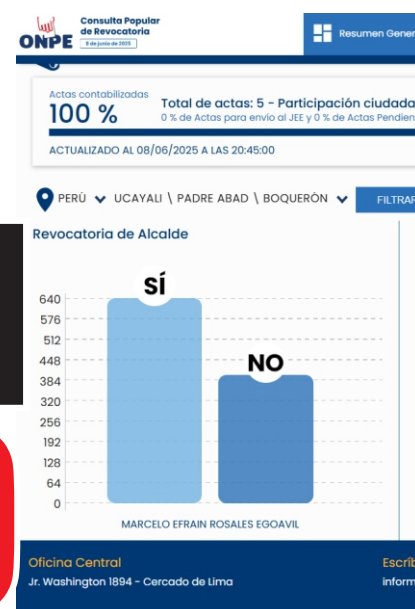 ONPE
Consulta Popular
de Revocatoria
8 de junio de 2025
Resumen Gener
Actas contabilizadas
100 %
Total de actas: 5 - Participación ciudada
0 % de Actas para envío al JEE y 0 % de Actas Pendien
ACTUALIZADO AL 08/06/2025 A LAS 20:45:00
PERÚ UCAYALI \ PADRE ABAD \ BOQUERÓN FILTRAR
Revocatoria de Alcalde
SÍ
NO
640
576
512
448
384
320
256
192
128
64
0
MARCELO EFRAIN ROSALES EGOAVIL
Oficina Central
Jr. Washington 1894 - Cercado de Lima
Escríb
inform